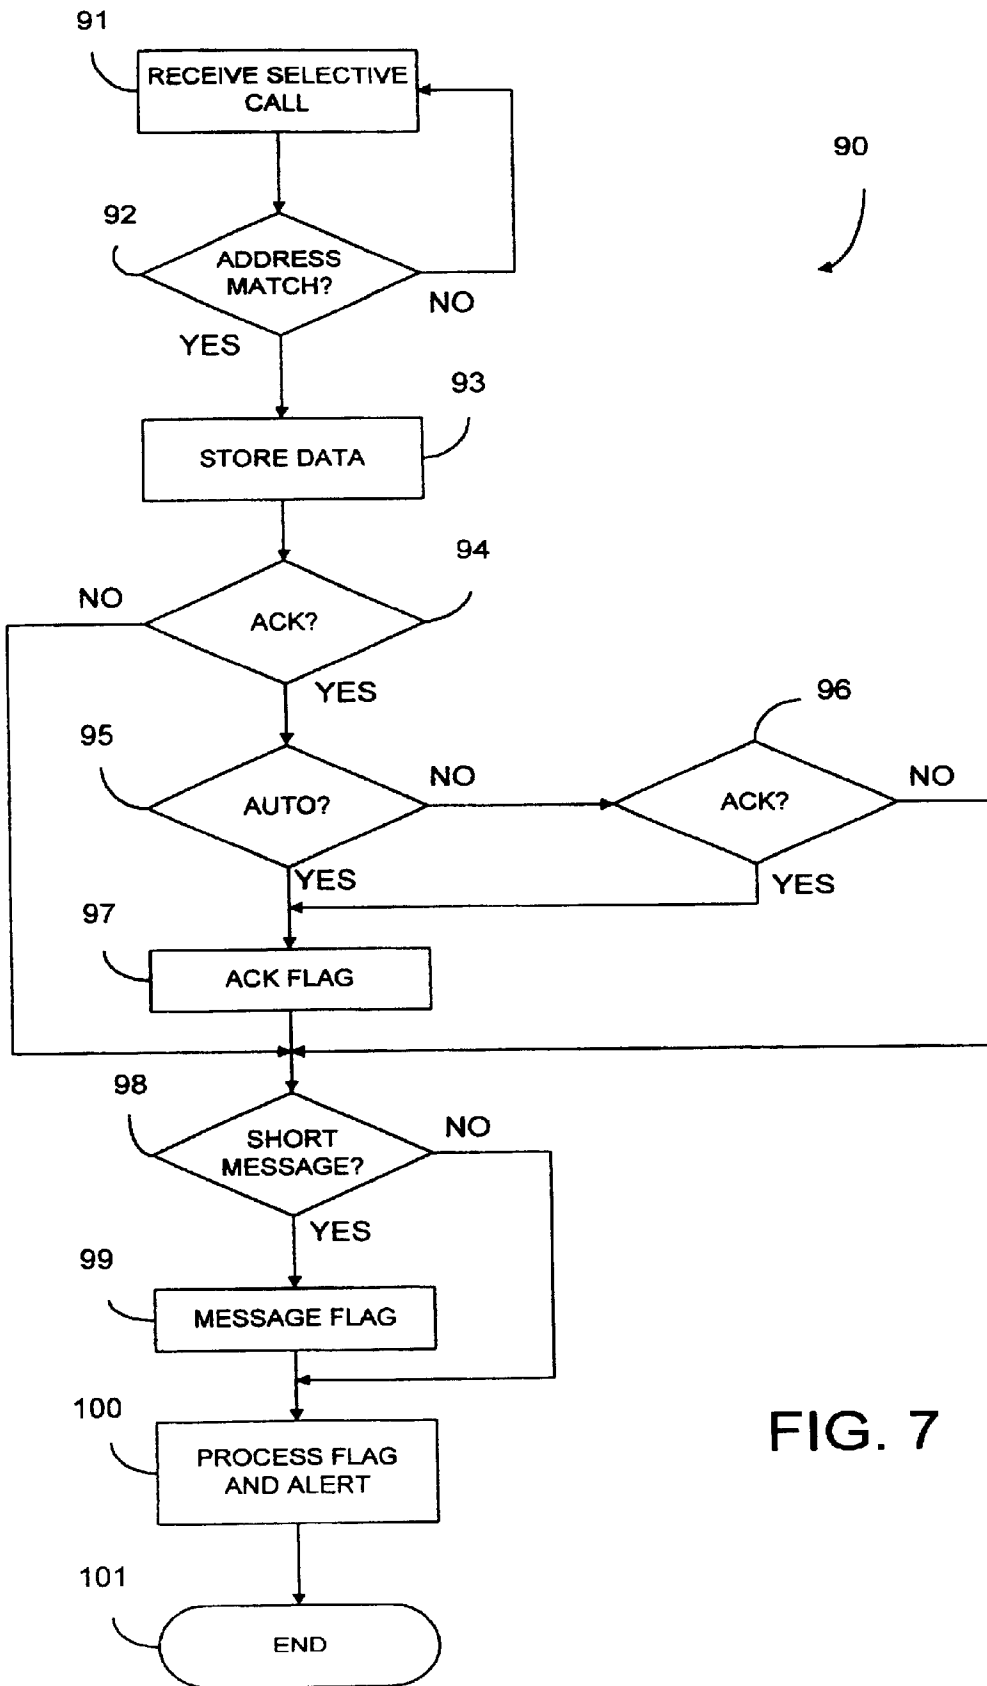 91
RECEIVE SELECTIVE
CALL
90
92
ADDRESS
MATCH?
NO
YES
93
STORE DATA
94
NO
ACK?
YES
96
95
NO
NO
AUTO?
ACK?
YES
YES
97
ACK FLAG
98
NO
SHORT
MESSAGE?
YES
99
MESSAGE FLAG
100
PROCESS FLAG
AND ALERT
FIG. 7
101
END